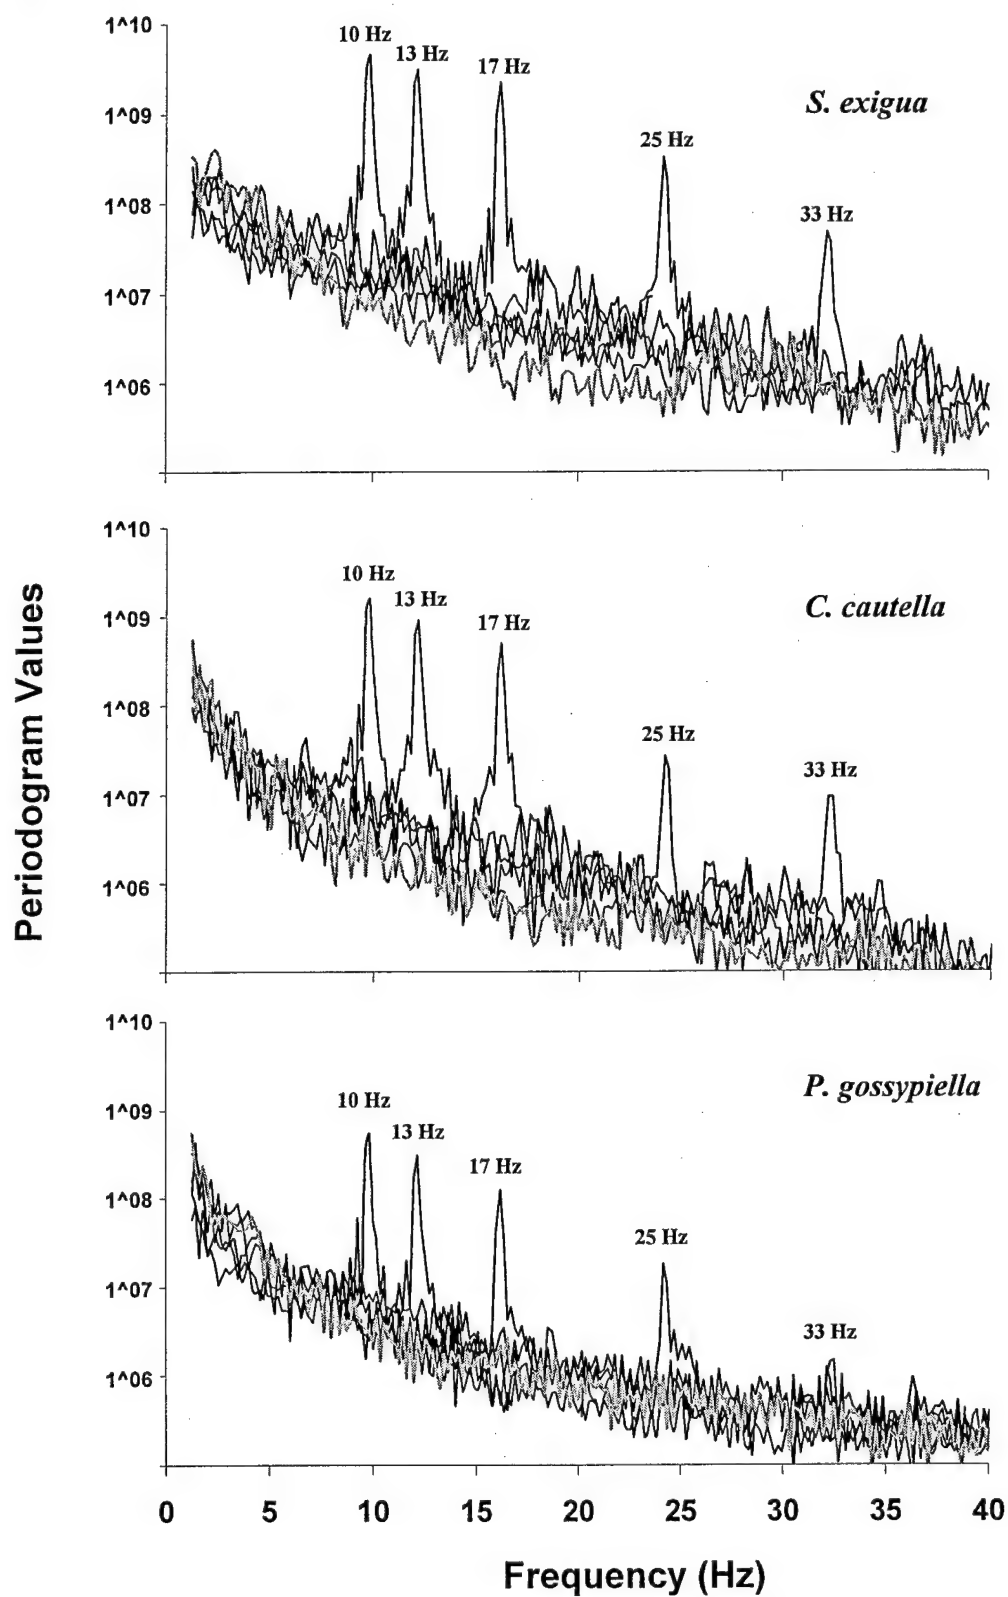 1^10
10 Hz
13 Hz
17 Hz
S. exigua
1^09
25 Hz
1^08
33 Hz
1^07
1^06
Periodogram Values
1^10
10 Hz
13 Hz
C. cautella
1^09
17 Hz
1^08
25 Hz
33 Hz
1^07
1^06
1^10
P. gossypiella
10 Hz
1^09
13 Hz
17 Hz
1^08
25 Hz
1^07
33 Hz
1^06
0 5 10 15 20 25 30 35 40
Frequency (Hz)